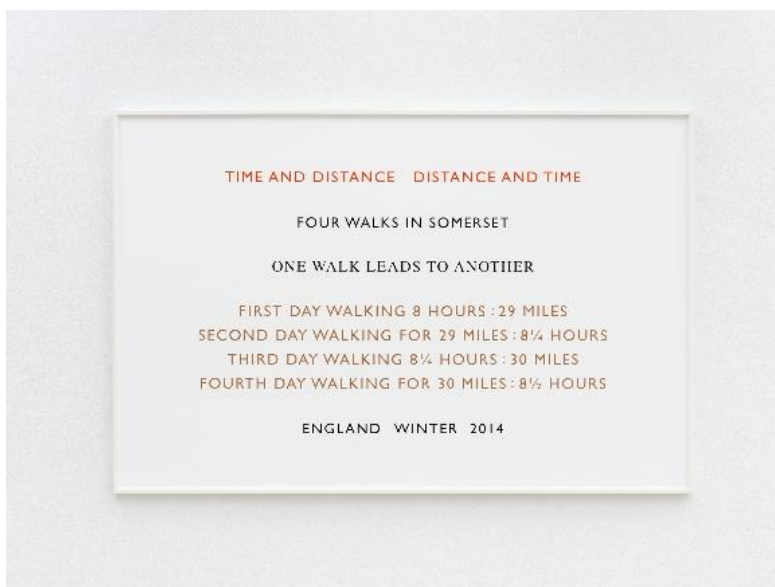 TIME AND DISTANCE   DISTANCE AND TIME
FOUR WALKS IN SOMERSET
ONE WALK LEADS TO ANOTHER
FIRST DAY WALKING 8 HOURS : 29 MILES
SECOND DAY WALKING FOR 29 MILES : 8¼ HOURS
THIRD DAY WALKING 8¼ HOURS : 30 MILES
FOURTH DAY WALKING FOR 30 MILES : 8½ HOURS
ENGLAND   WINTER   2014